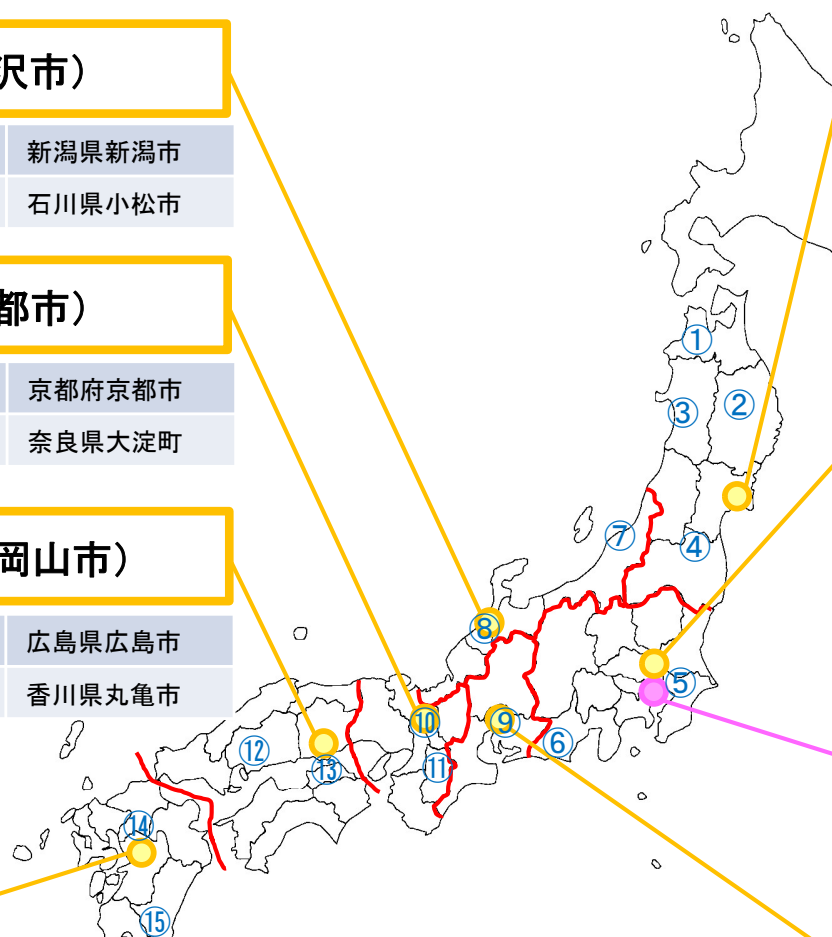 沢市）
新潟県新潟市
石川県小松市
都市）
京都府京都市
奈良県大淀町
岡山市）
広島県広島市
香川県丸亀市
①
②
③
④
⑤
⑥
⑦
⑧
⑨
⑩
⑪
⑫
⑬
⑭
⑮